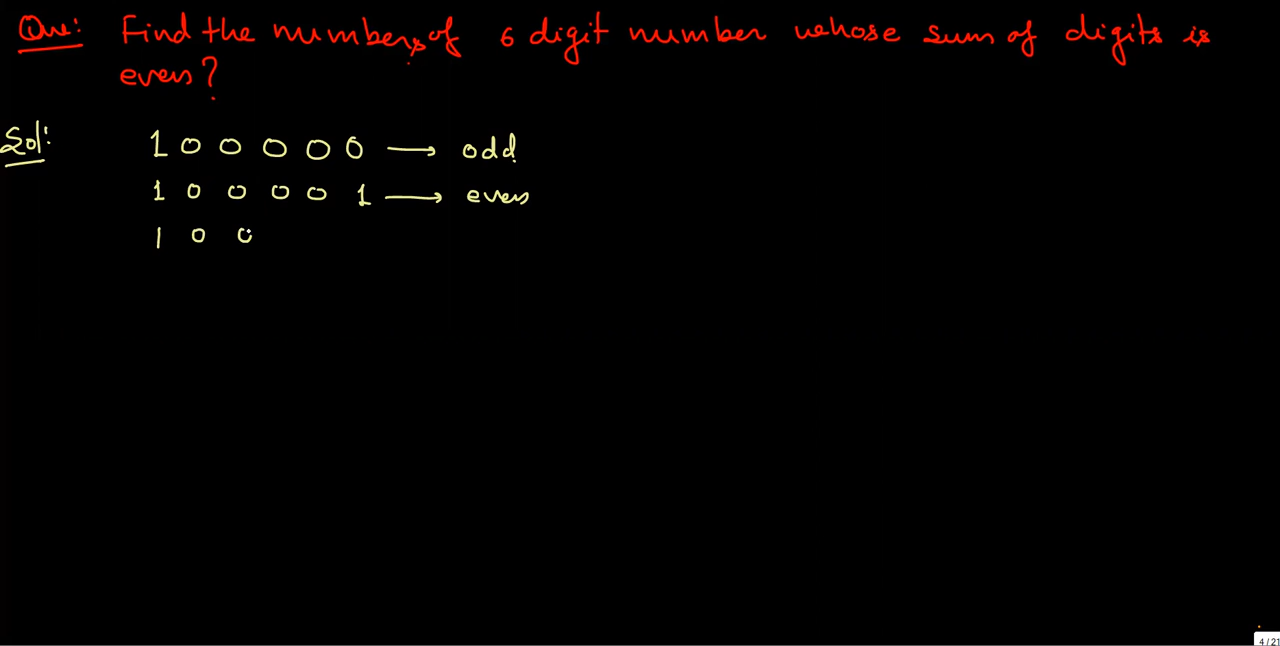 Que: Find the numbers of 6 digit number whose sum of digits is
even?
Sol: 1 0 0 0 0 0 → odd
1 0 0 0 0 1 → even
1 0 0
4 / 21